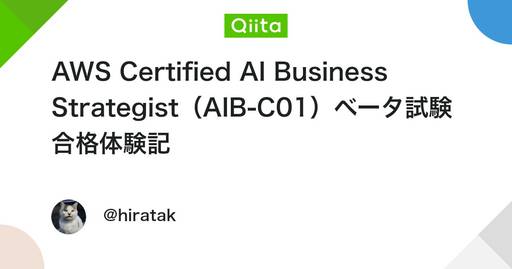 Qiita
AWS Certified AI Business
Strategist（AIB-C01）ベータ試験
合格体験記
@hiratak